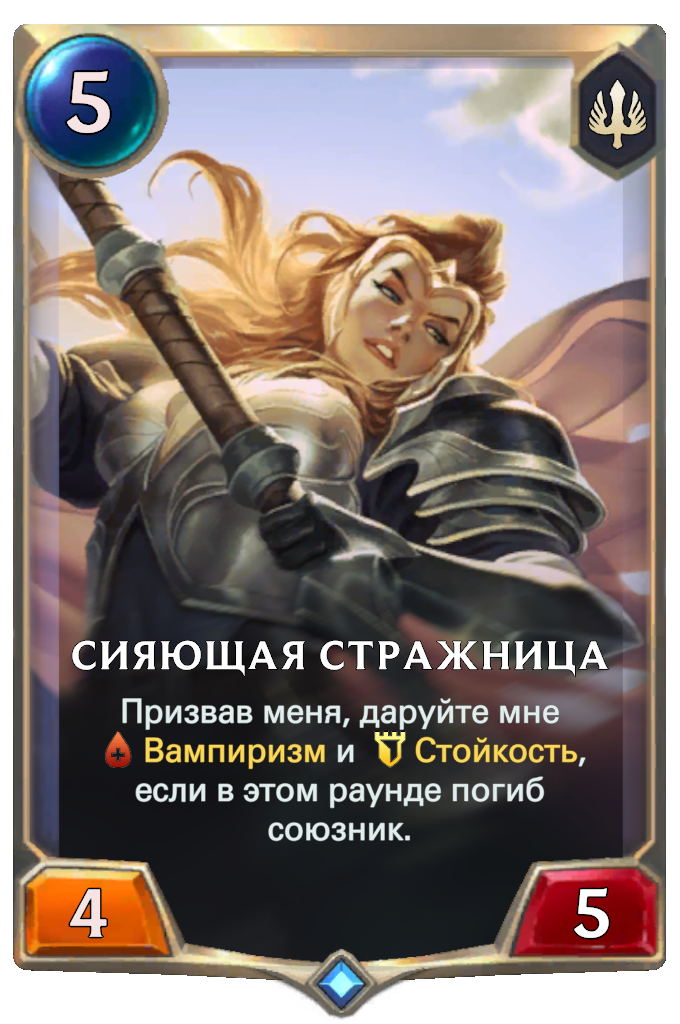 5
СИЯЮЩАЯ СТРАЖНИЦА
Призвав меня, даруйте мне
Вампиризм и Стойкость,
если в этом раунде погиб
союзник.
4
5